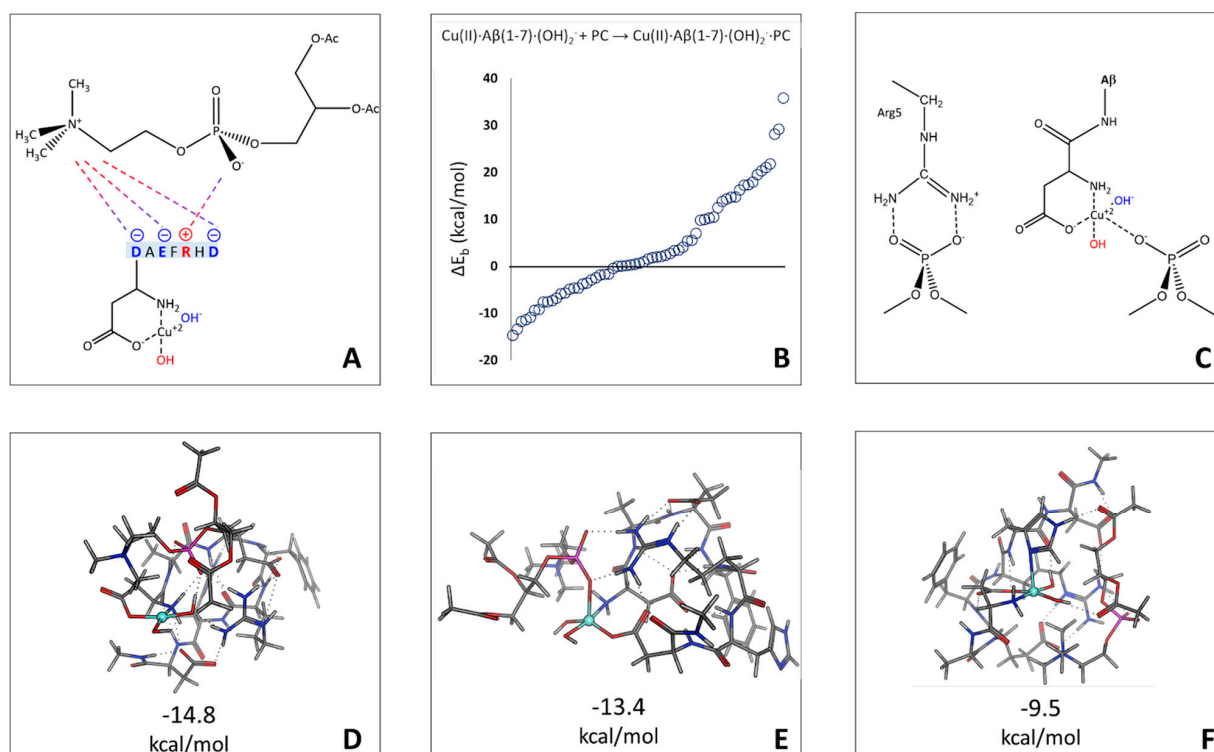 CH₃
H₃C
H₃C
N⁺
O
O
P
O⁻
O
O-Ac
O-Ac
⊖ ⊖ ⊕ ⊖
D A E F R H D
NH₂
OH⁻
Cu⁺²
O
O⁻
OH
A
Cu(II)·Aβ(1-7)·(OH)₂⁻ + PC → Cu(II)·Aβ(1-7)·(OH)₂⁻·PC
40
30
20
10
0
-10
-20
ΔE_b (kcal/mol)
B
Arg5
CH₂
NH
C
H₂N
NH₂⁺
O
O⁻
P
O
O
Aβ
O
NH
NH₂
OH⁻
Cu⁺²
O
O⁻
OH
O⁻
O
P
O
O
C
-14.8
kcal/mol
D
-13.4
kcal/mol
E
-9.5
kcal/mol
F